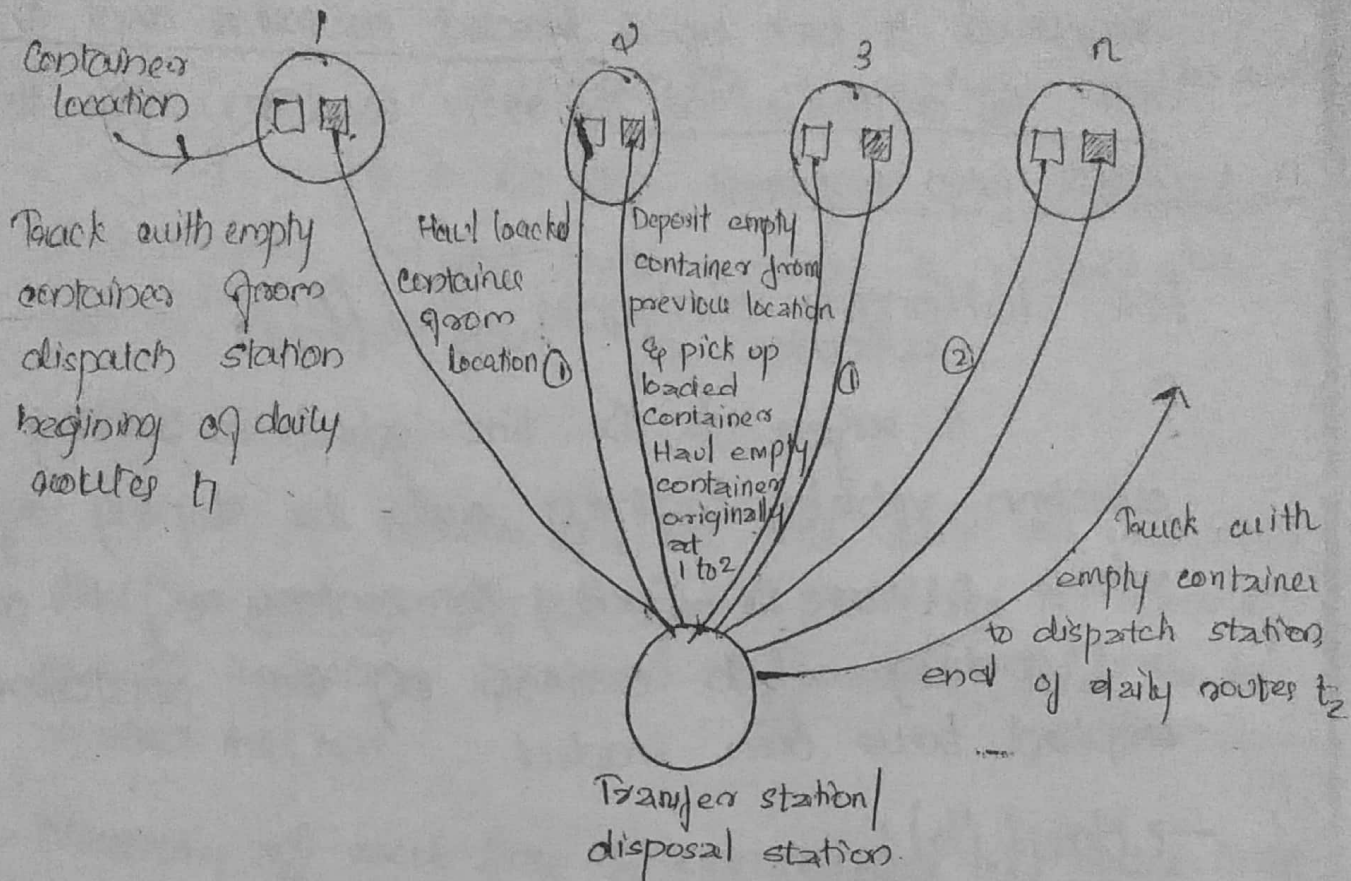 1
2
3
n
Container
location
Truck with empty
container from
dispatch station
begining of daily
routes t1
Haul loaded
container
from
location ①
Deposit empty
container from
previous location
& pick up
loaded
Container
Haul empty
container
originally
at
1 to 2
①
②
Truck with
empty container
to dispatch station
end of daily routes t2
Transfer station/
disposal station.